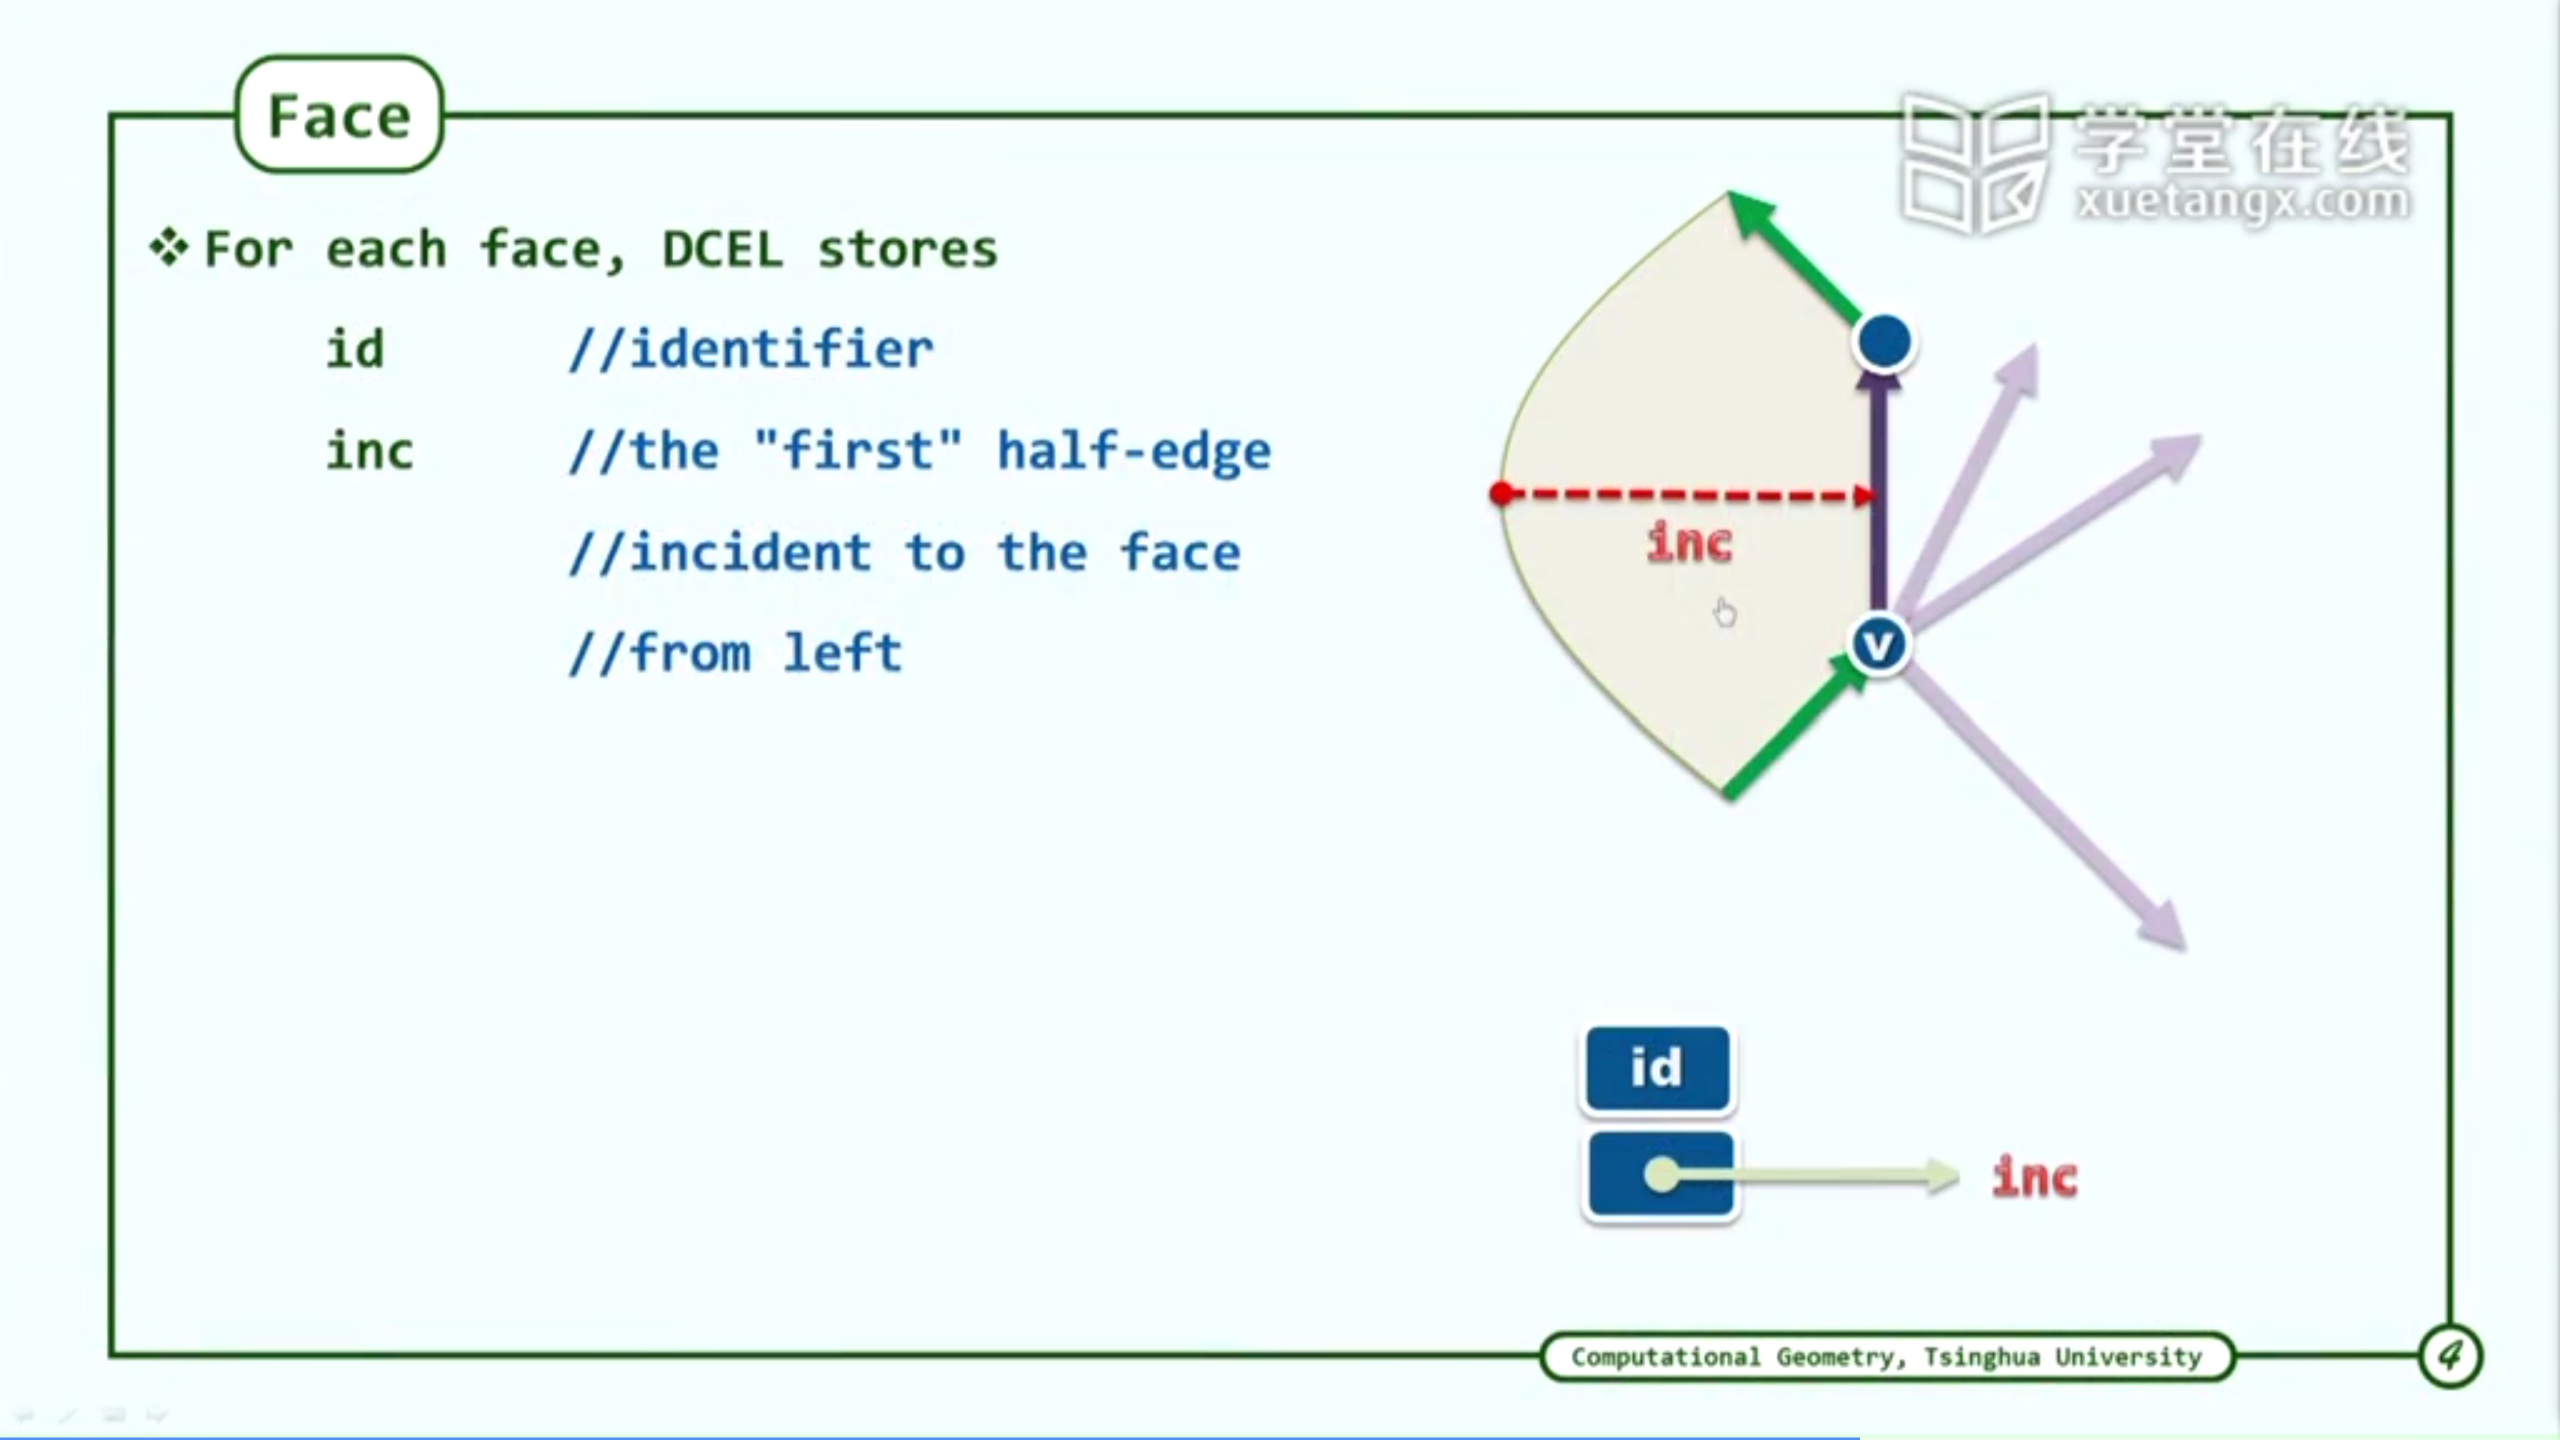 Face
学堂在线
xuetangx.com
❖ For each face, DCEL stores
id //identifier
inc //the "first" half-edge
//incident to the face
//from left
inc
v
id
inc
Computational Geometry, Tsinghua University
4